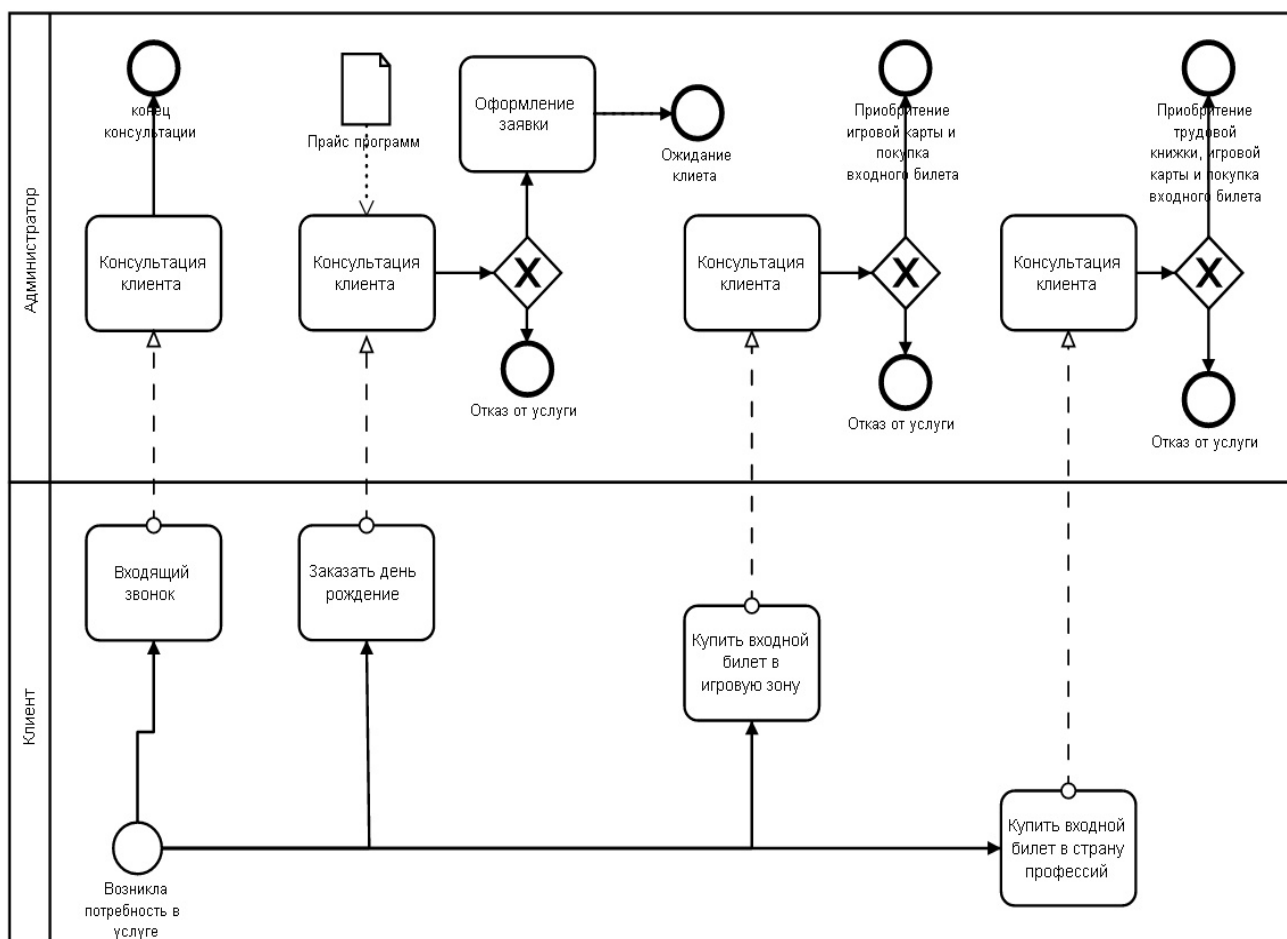 Администратор
конец
консультации
Прайс программ
Оформление
заявки
Ожидание
клиета
Приобритение
игровой карты и
покупка
входного билета
Приобритение
трудовой
книжки, игровой
карты и покупка
входного билета
Консультация
клиента
Консультация
клиента
X
Консультация
клиента
X
Консультация
клиента
X
Отказ от услуги
Отказ от услуги
Отказ от услуги
Клиент
Входящий
звонок
Заказать день
рождение
Купить входной
билет в
игровую зону
Купить входной
билет в страну
профессий
Возникла
потребность в
услуге